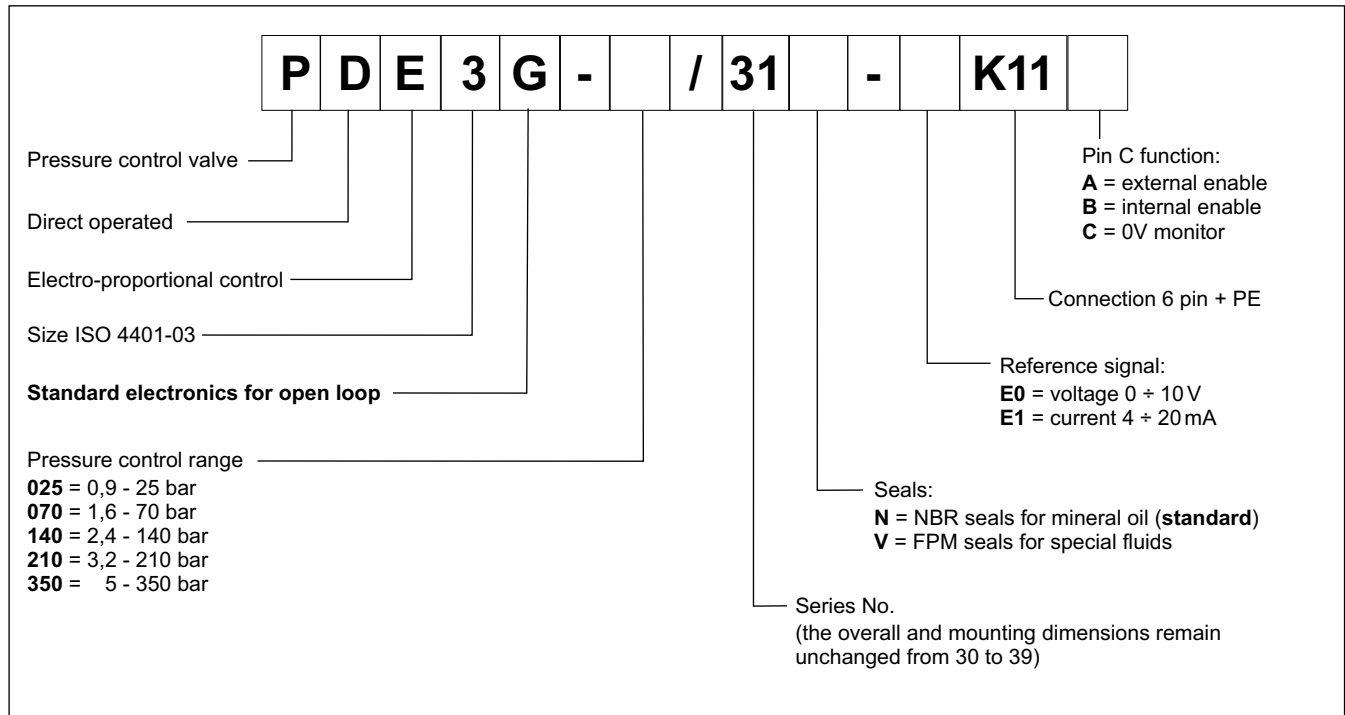 P D E 3 G - / 31 - K11
Pressure control valve
Direct operated
Electro-proportional control
Size ISO 4401-03
Standard electronics for open loop
Pressure control range
025 = 0,9 - 25 bar
070 = 1,6 - 70 bar
140 = 2,4 - 140 bar
210 = 3,2 - 210 bar
350 = 5 - 350 bar
Pin C function:
A = external enable
B = internal enable
C = 0V monitor
Connection 6 pin + PE
Reference signal:
E0 = voltage 0 ÷ 10 V
E1 = current 4 ÷ 20 mA
Seals:
N = NBR seals for mineral oil (standard)
V = FPM seals for special fluids
Series No.
(the overall and mounting dimensions remain
unchanged from 30 to 39)